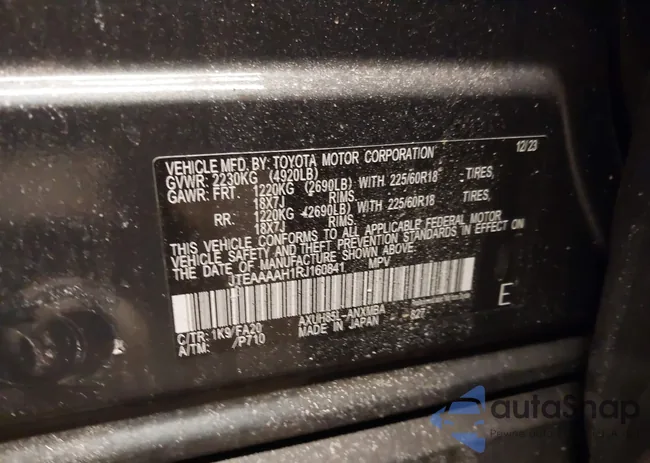 12/23
VEHICLE MFD. BY: TOYOTA MOTOR CORPORATION
GVWR: 2230KG (4920LB)
GAWR: FRT. 1220KG (2690LB) WITH 225/60R18 TIRES,
18X7J RIMS.
RR: 1220KG (2690LB) WITH 225/60R18 TIRES,
18X7J RIMS.
THIS VEHICLE CONFORMS TO ALL APPLICABLE FEDERAL MOTOR
VEHICLE SAFETY AND THEFT PREVENTION STANDARDS IN EFFECT ON
THE DATE OF MANUFACTURE SHOWN ABOVE.
JTEAAAAH1RJ160841 MPV
E
C/TR: 1K9/FA20 AXUH85L-ANXMBA
A/TM: /P710 MADE IN JAPAN 827
autoSnap